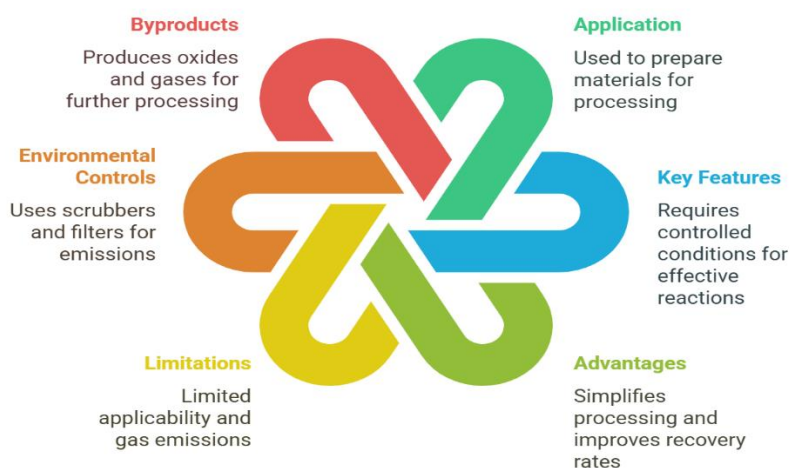 Byproducts
Produces oxides
and gases for
further processing
Application
Used to prepare
materials for
processing
Environmental
Controls
Uses scrubbers
and filters for
emissions
Key Features
Requires
controlled
conditions for
effective
reactions
Limitations
Limited
applicability and
gas emissions
Advantages
Simplifies
processing and
improves recovery
rates